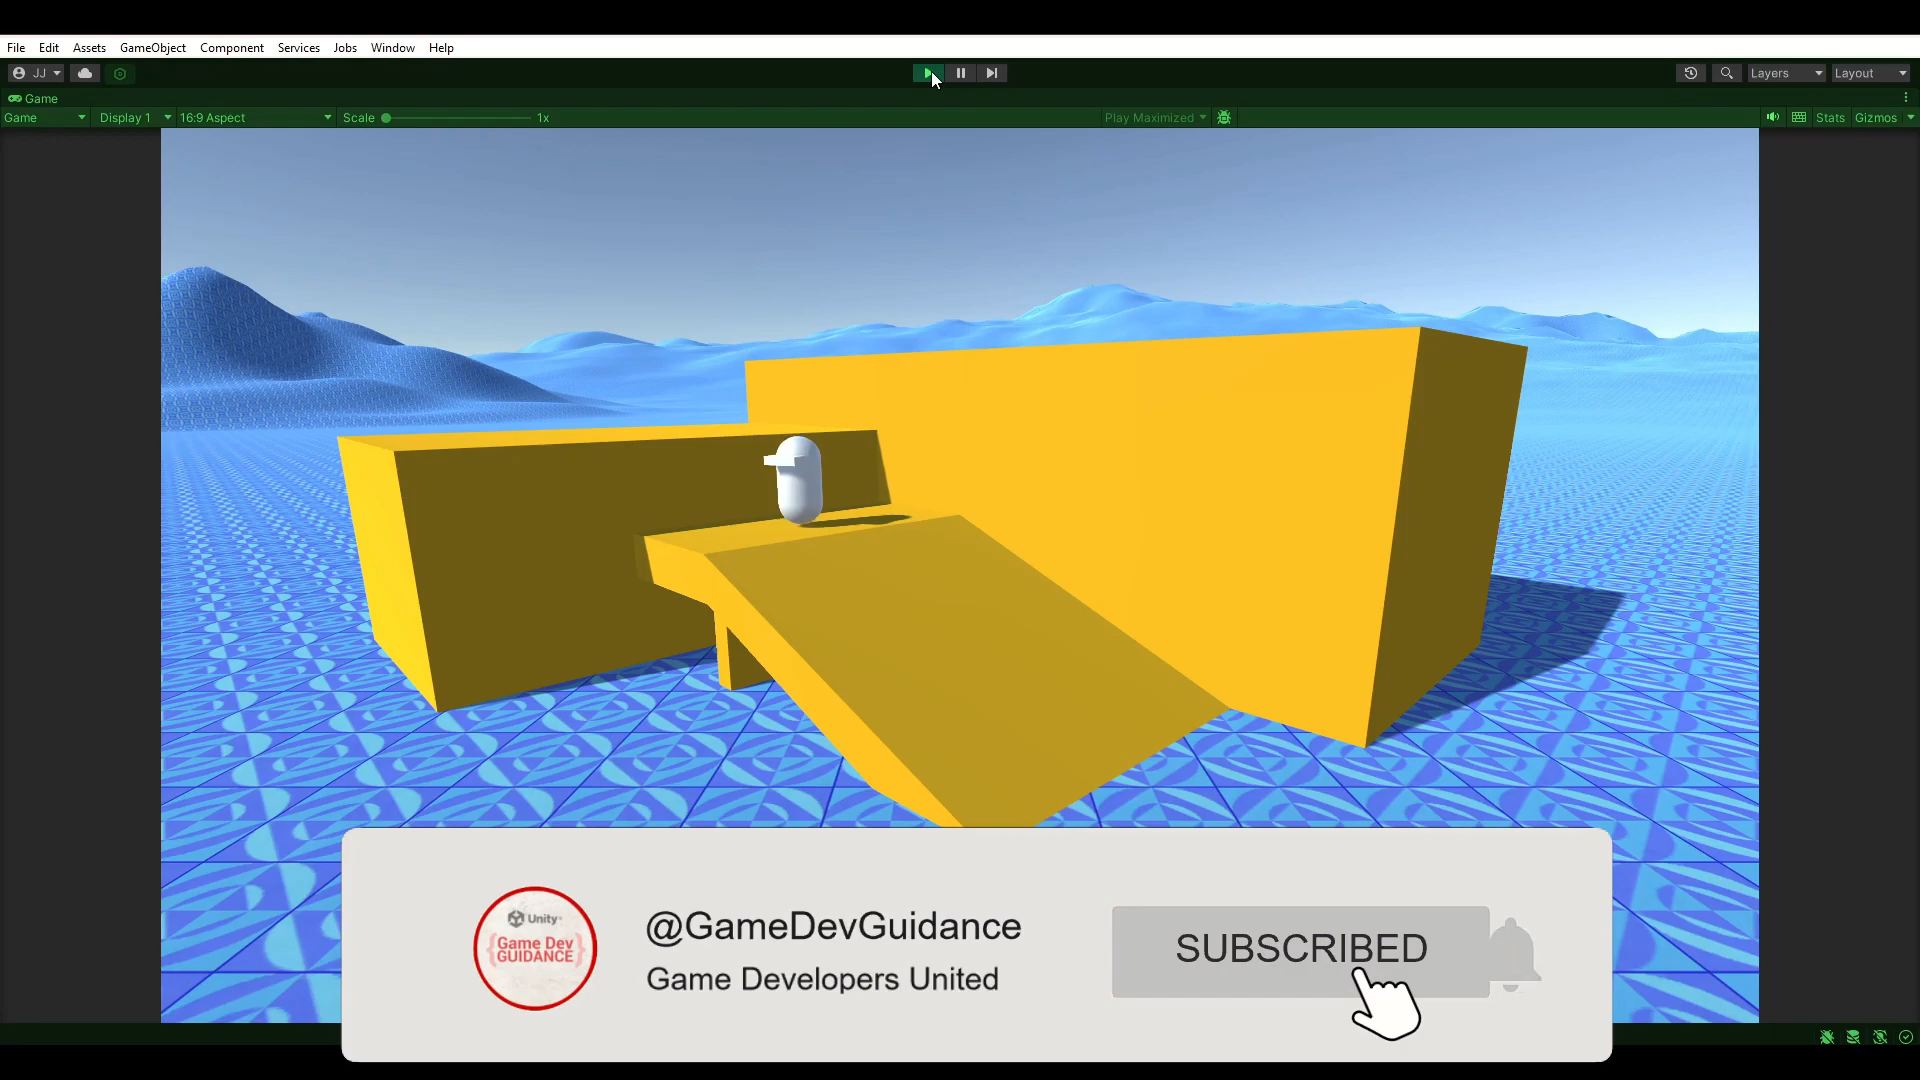 File Edit Assets GameObject Component Services Jobs Window Help
JJ Layers Layout
Game
Game Display 1 16:9 Aspect Scale 1x Play Maximized Stats Gizmos
Unity
{Game Dev
GUIDANCE}
@GameDevGuidance
Game Developers United
SUBSCRIBED